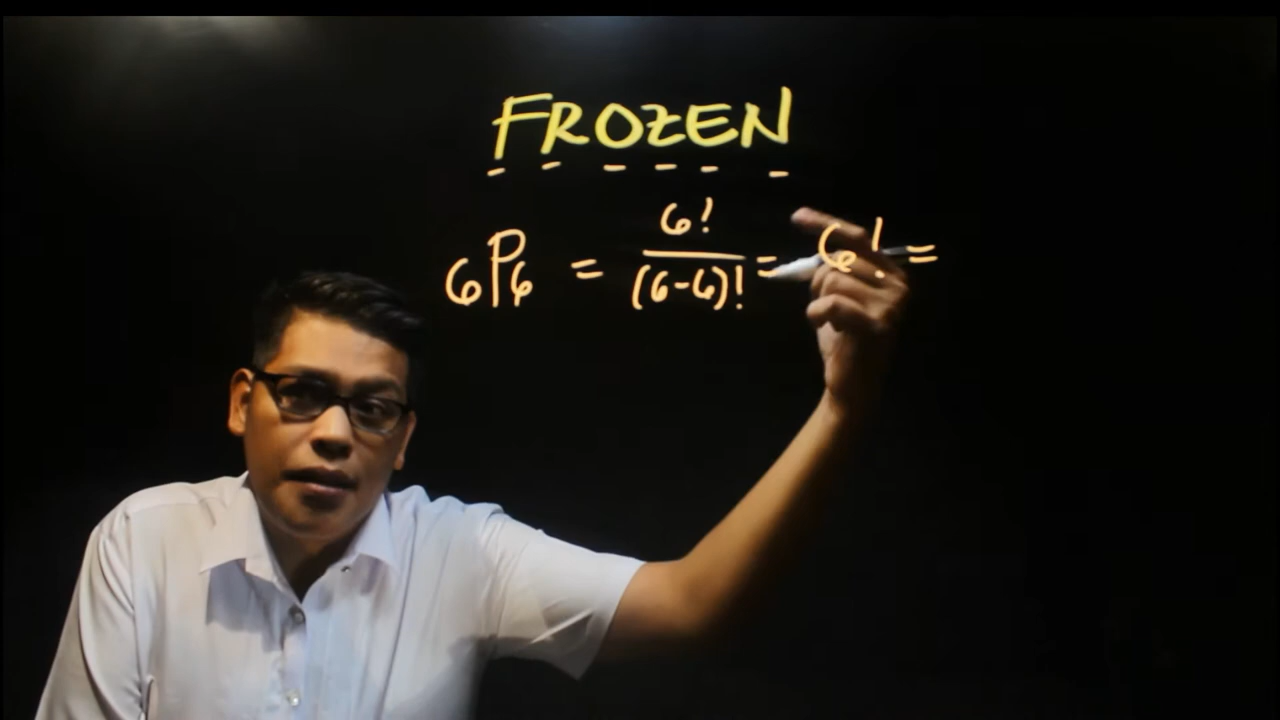 FROZEN
6P6 = 6!/(6-6)! = 6! =